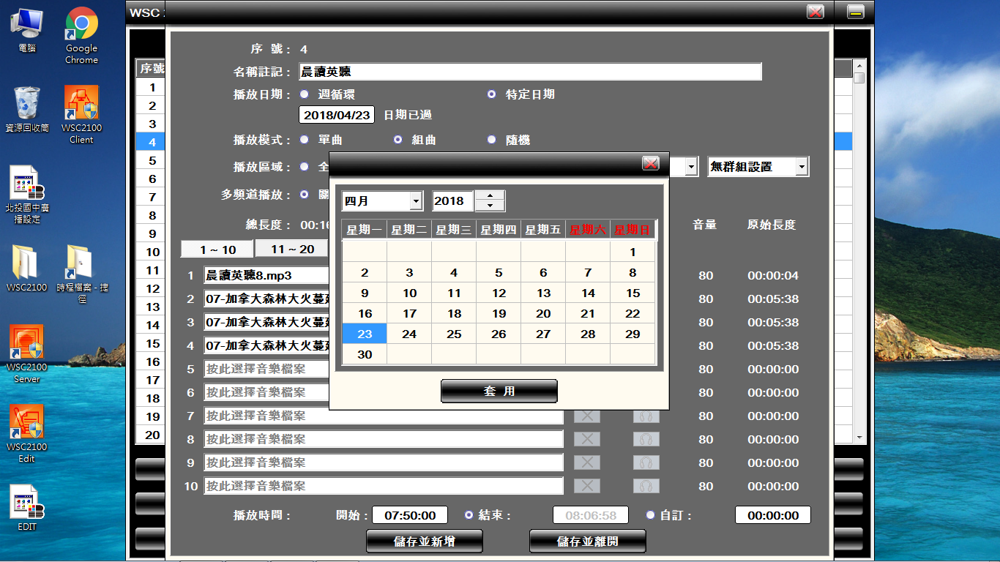 電腦
Google
Chrome
資源回收筒
WSC2100
Client
北投國中廣
播設定
WSC2100
時程檔案 - 捷
徑
WSC2100
Server
WSC2100
Edit
EDIT
WSC
序號
1
2
3
4
5
6
7
8
9
10
11
12
13
14
15
16
17
18
19
20
序 號： 4
名稱註記： 晨讀英聽
播放日期： 週循環 特定日期
2018/04/23 日期已過
播放模式： 單曲 組曲 隨機
播放區域： 全 無群組設置
多頻道播放： 關
總長度： 00:16 音量 原始長度
1 ~ 10 11 ~ 20
1 晨讀英聽8.mp3 80 00:00:04
2 07-加拿大森林大火蔓延 80 00:05:38
3 07-加拿大森林大火蔓延 80 00:05:38
4 07-加拿大森林大火蔓延 80 00:05:38
5 按此選擇音樂檔案 80 00:00:00
6 按此選擇音樂檔案 80 00:00:00
7 按此選擇音樂檔案 80 00:00:00
8 按此選擇音樂檔案 80 00:00:00
9 按此選擇音樂檔案 80 00:00:00
10 按此選擇音樂檔案 80 00:00:00
播放時間： 開始： 07:50:00 結束： 08:06:58 自訂： 00:00:00
儲存並新增 儲存並離開
四月 2018
星期一 星期二 星期三 星期四 星期五 星期六 星期日
1
2 3 4 5 6 7 8
9 10 11 12 13 14 15
16 17 18 19 20 21 22
23 24 25 26 27 28 29
30
套 用